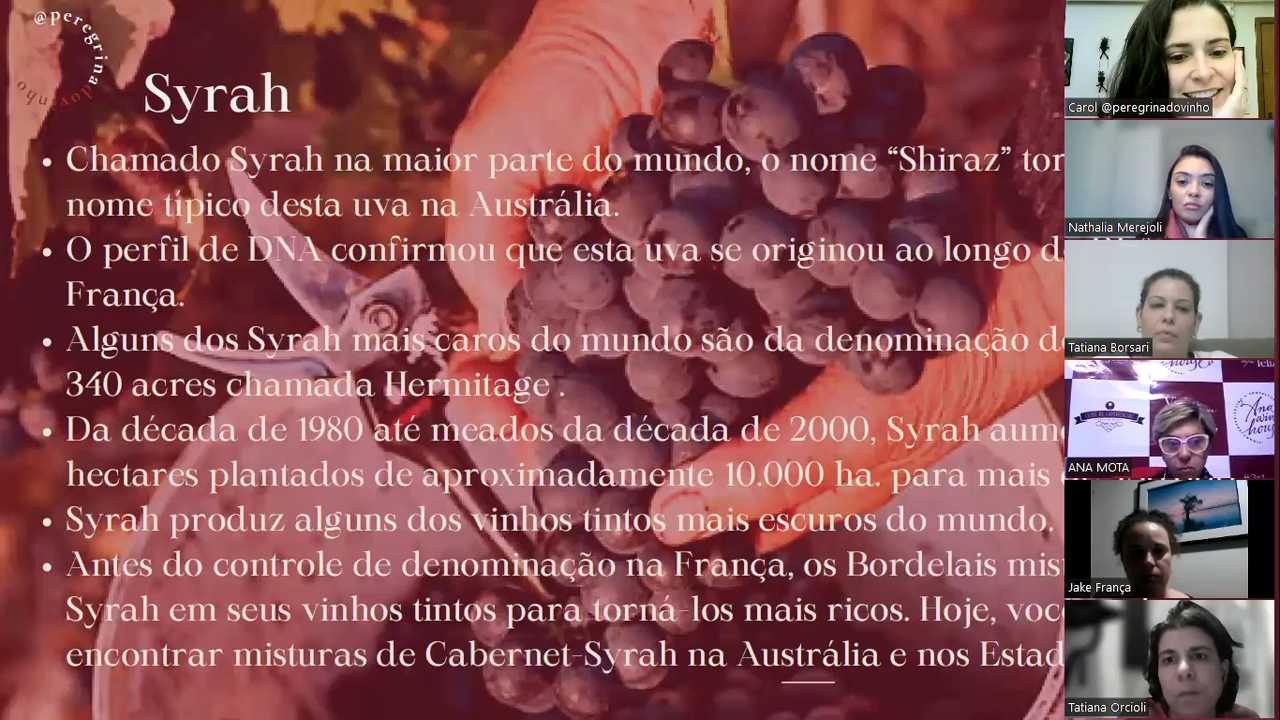 @peregrinadovinho
Syrah
• Chamado Syrah na maior parte do mundo, o nome “Shiraz” tor
nome típico desta uva na Austrália.
• O perfil de DNA confirmou que esta uva se originou ao longo d
França.
• Alguns dos Syrah mais caros do mundo são da denominação d
340 acres chamada Hermitage .
• Da década de 1980 até meados da década de 2000, Syrah aum
hectares plantados de aproximadamente 10.000 ha. para mais
• Syrah produz alguns dos vinhos tintos mais escuros do mundo.
• Antes do controle de denominação na França, os Bordelais mis
Syrah em seus vinhos tintos para torná-los mais ricos. Hoje, voc
encontrar misturas de Cabernet-Syrah na Austrália e nos Estad
Carol @peregrinadovinho
Nathalia Merejoli
Tatiana Borsari
ANA MOTA
Jake França
Tatiana Orcioli